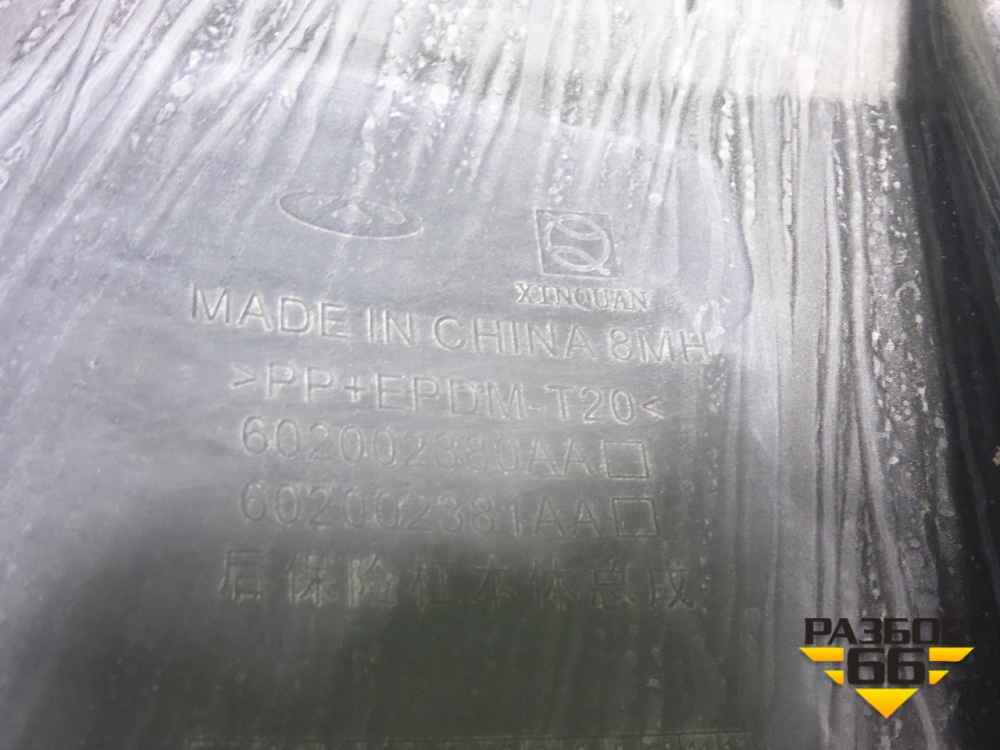 XINQUAN
MADE IN CHINA 8MH
>PP+EPDM-T20<
602002380AA□
602002381AA□
后保险杠本体总成
РАЗБОР
66